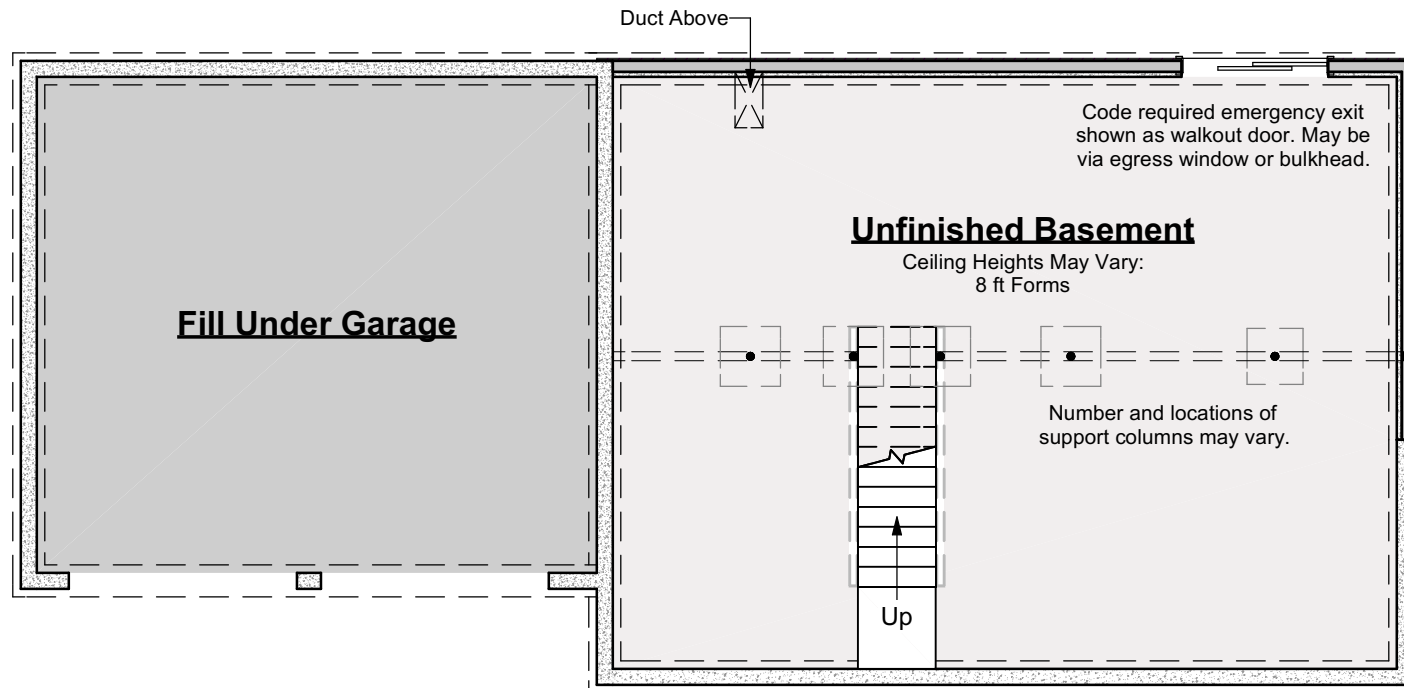 Duct Above
Code required emergency exit
shown as walkout door. May be
via egress window or bulkhead.
Unfinished Basement
Ceiling Heights May Vary:
8 ft Forms
Fill Under Garage
Number and locations of
support columns may vary.
Up